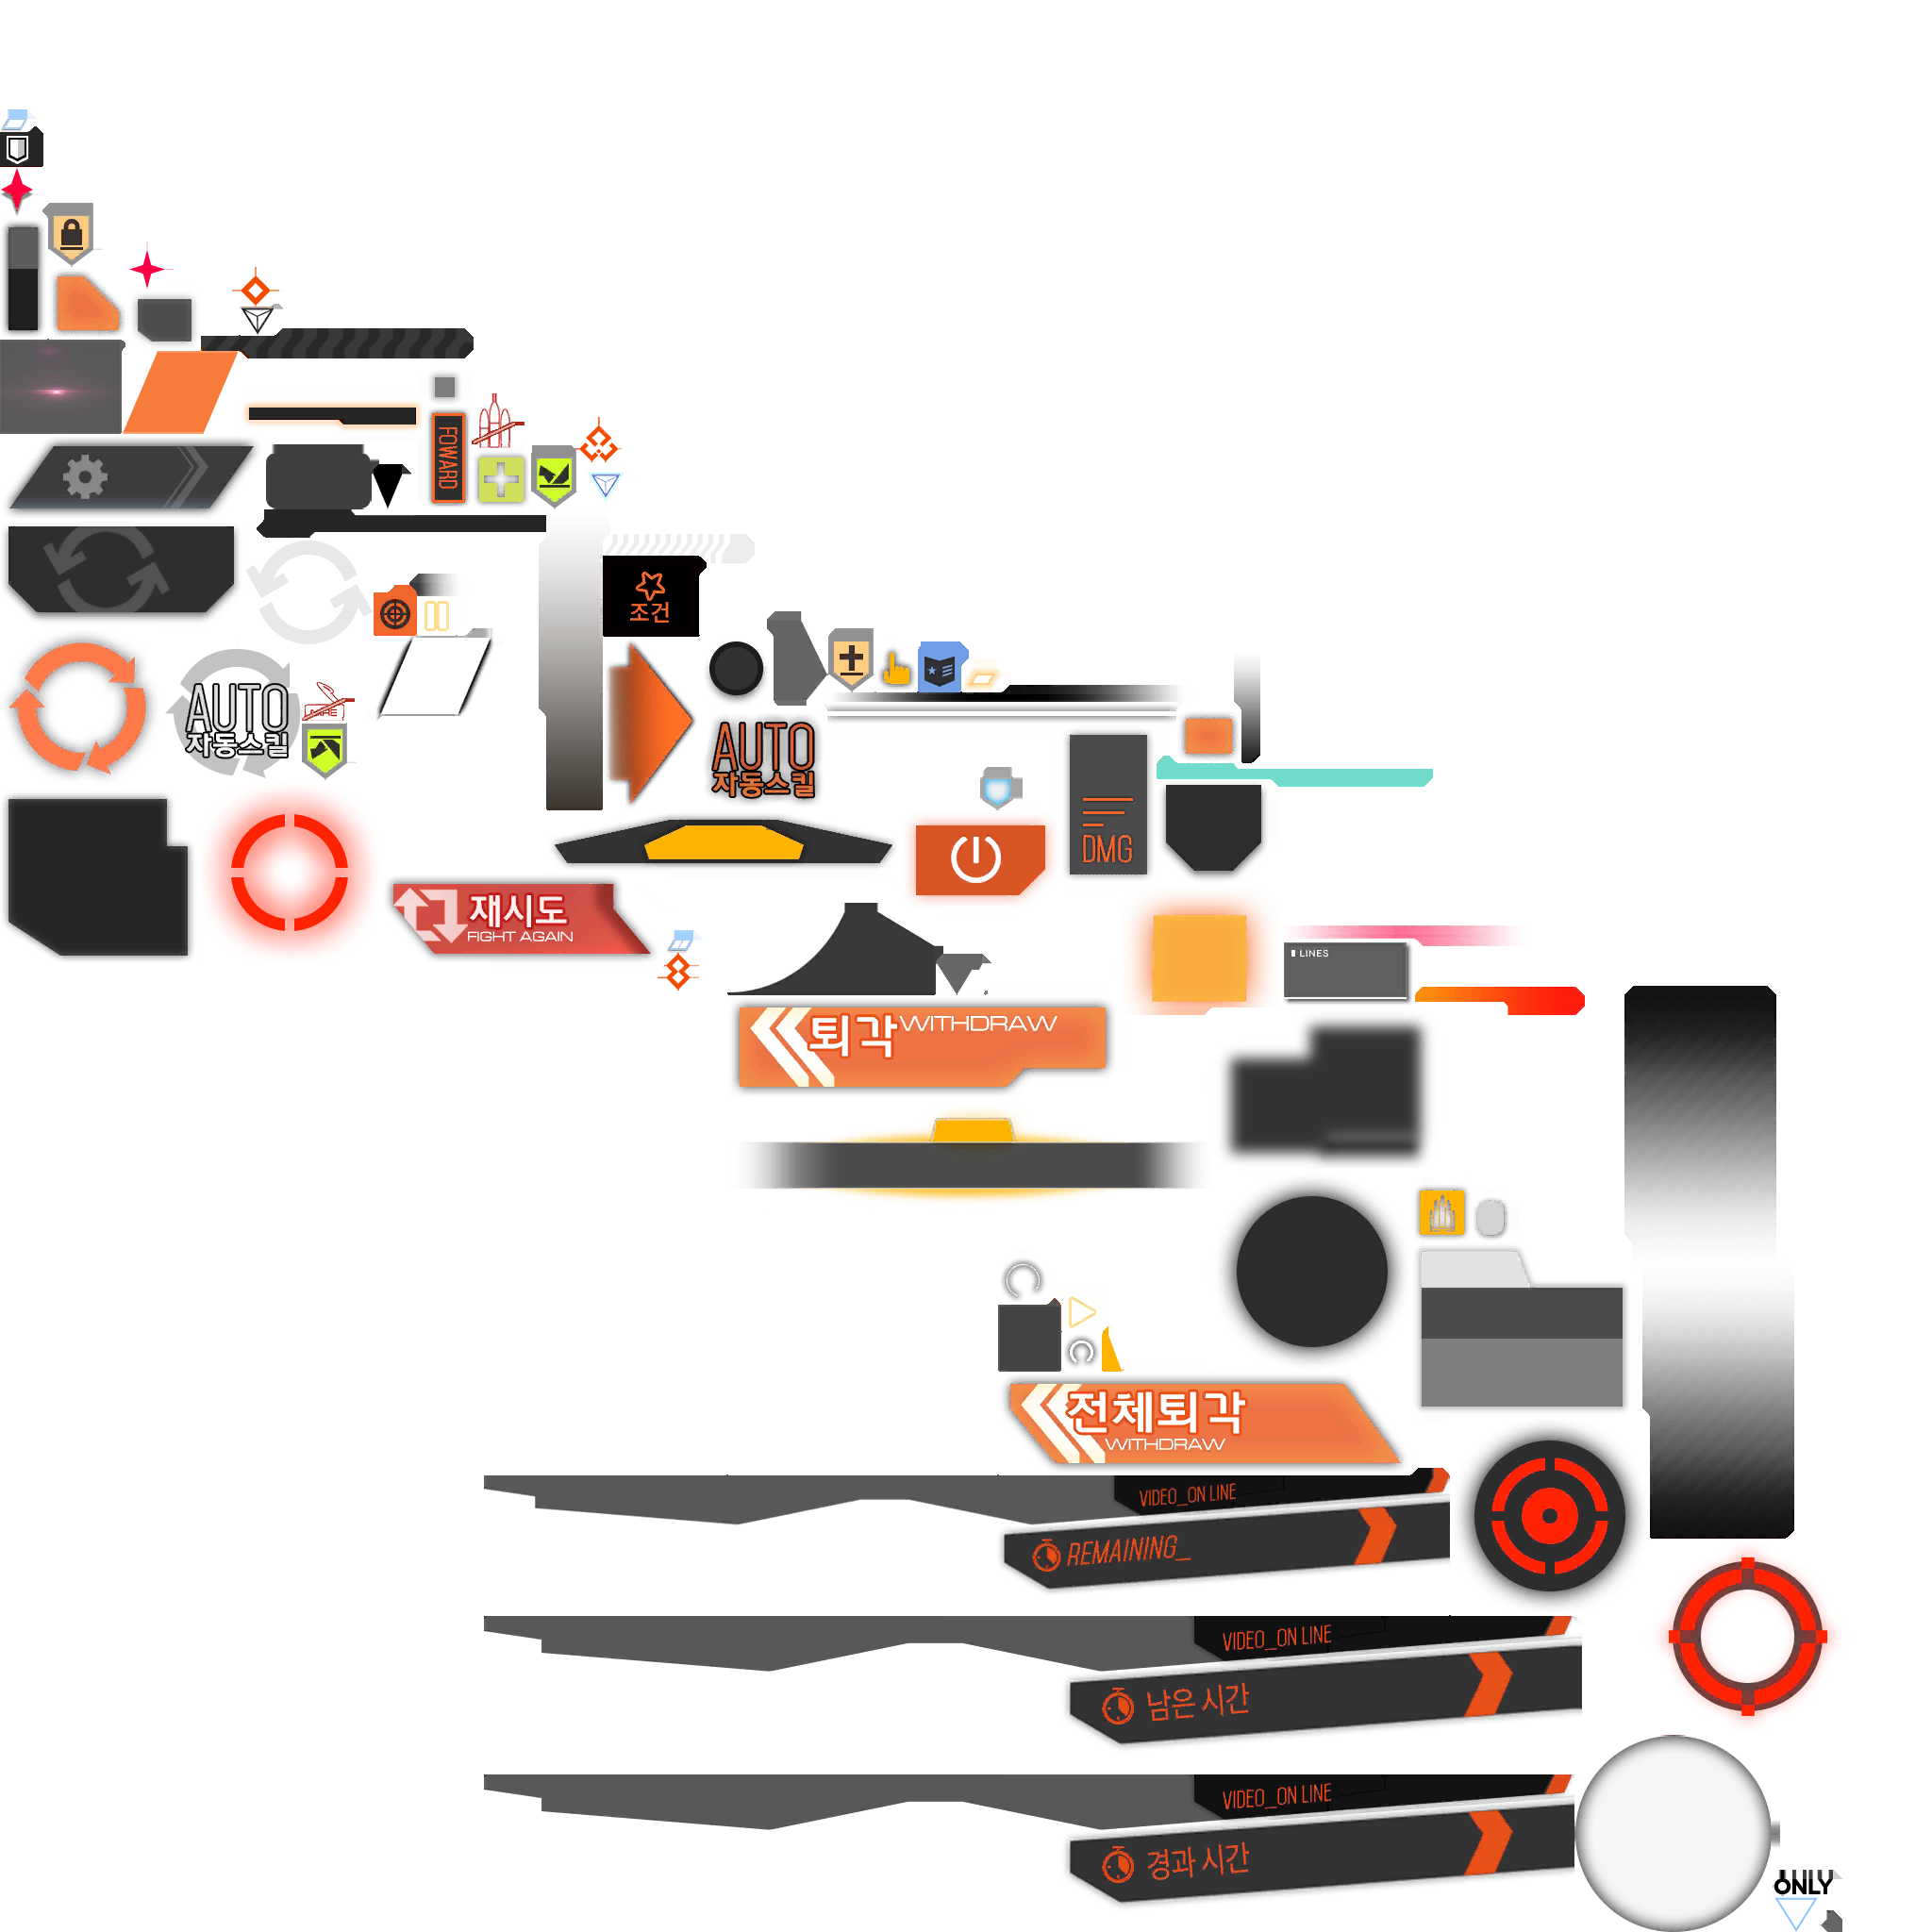 FOWARD
조건
AUTO
자동스킬
AUTO
자동스킬
DMG
재시도
FIGHT AGAIN
LINES
퇴각 WITHDRAW
전체퇴각
WITHDRAW
VIDEO_ON LINE
REMAINING_
VIDEO_ON LINE
남은 시간
VIDEO_ON LINE
경과 시간
ONLY